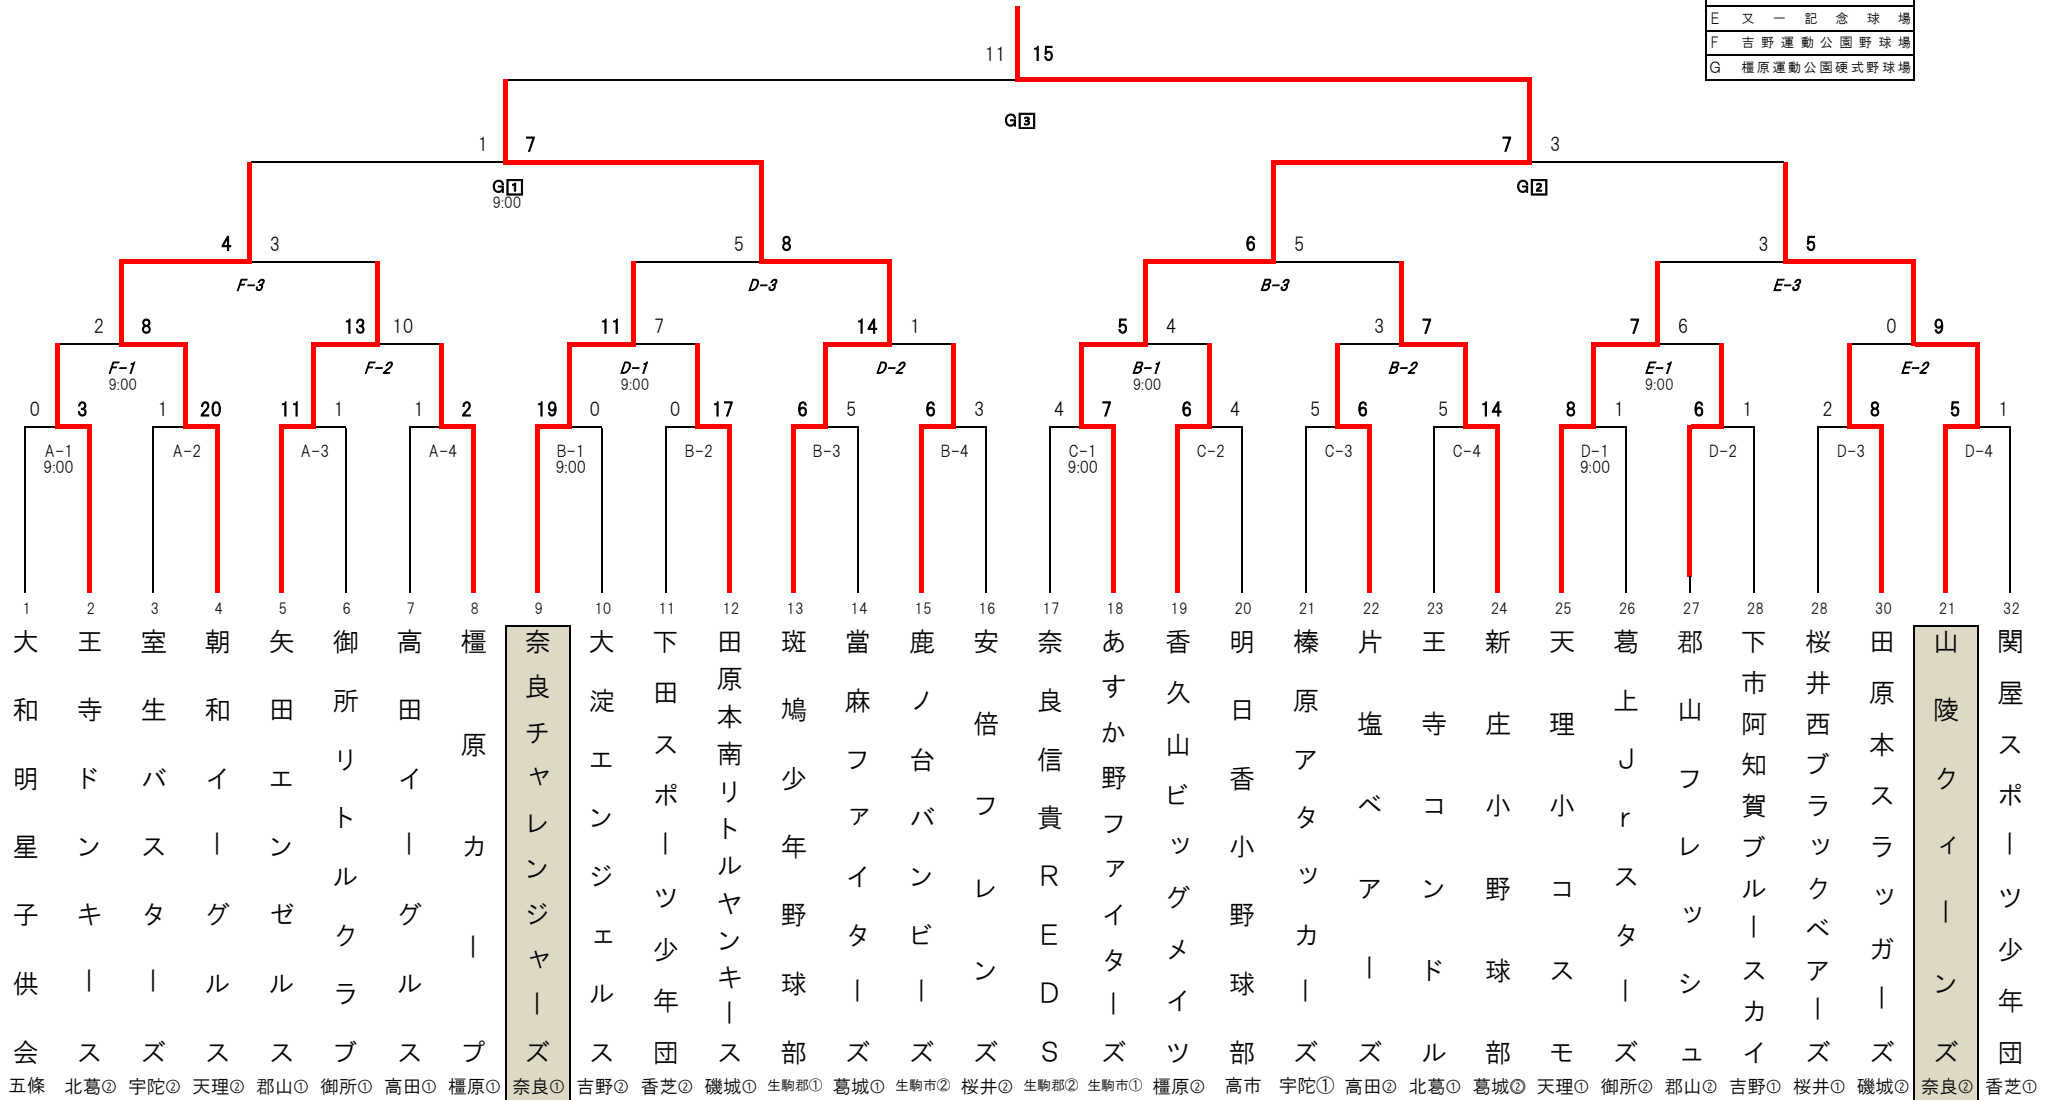 E 又一記念球場
F 吉野運動公園野球場
G 橿原運動公園硬式野球場
11 15
G3
1 7 7 3
G1 G2
9:00
4 3 5 8 6 5 3 5
F-3 D-3 B-3 E-3
2 8 13 10 11 7 14 1 5 4 3 7 7 6 0 9
F-1 F-2 D-1 D-2 B-1 B-2 E-1 E-2
9:00 9:00 9:00 9:00
0 3 1 20 11 1 1 2 19 0 0 17 6 5 6 3 4 7 6 4 5 6 5 14 8 1 6 1 2 8 5 1
A-1 A-2 A-3 A-4 B-1 B-2 B-3 B-4 C-1 C-2 C-3 C-4 D-1 D-2 D-3 D-4
9:00 9:00 9:00 9:00
1 2 3 4 5 6 7 8 9 10 11 12 13 14 15 16 17 18 19 20 21 22 23 24 25 26 27 28 28 30 21 32
大和明星子供会
王寺ドンキース
室生バスターズ
朝和イーグルス
矢田エンゼルス
御所リトルクラブ
高田イーグルス
橿原カープ
奈良チャレンジャーズ
大淀エンジェルス
下田スポーツ少年団
田原本南リトルヤンキース
斑鳩少年野球部
當麻ファイターズ
鹿ノ台バンビーズ
安倍フレンズ
奈良信貴REDS
あすか野ファイターズ
香久山ビッグメイツ
明日香小野球部
榛原アタッカーズ
片塩ベアーズ
王寺コンドル
新庄小野球部
天理小コスモ
葛上Jrスターズ
郡山フレッシュ
下市阿知賀ブルースカイ
桜井西ブラックベアーズ
田原本スラッガーズ
山陵クィーンズ
関屋スポーツ少年団
五條 北葛② 宇陀② 天理② 郡山① 御所① 高田① 橿原① 奈良① 吉野② 香芝② 磯城① 生駒郡① 葛城① 生駒市② 桜井② 生駒郡② 生駒市① 橿原② 高市 宇陀① 高田② 北葛① 葛城② 天理① 御所② 郡山② 吉野① 桜井① 磯城② 奈良② 香芝①